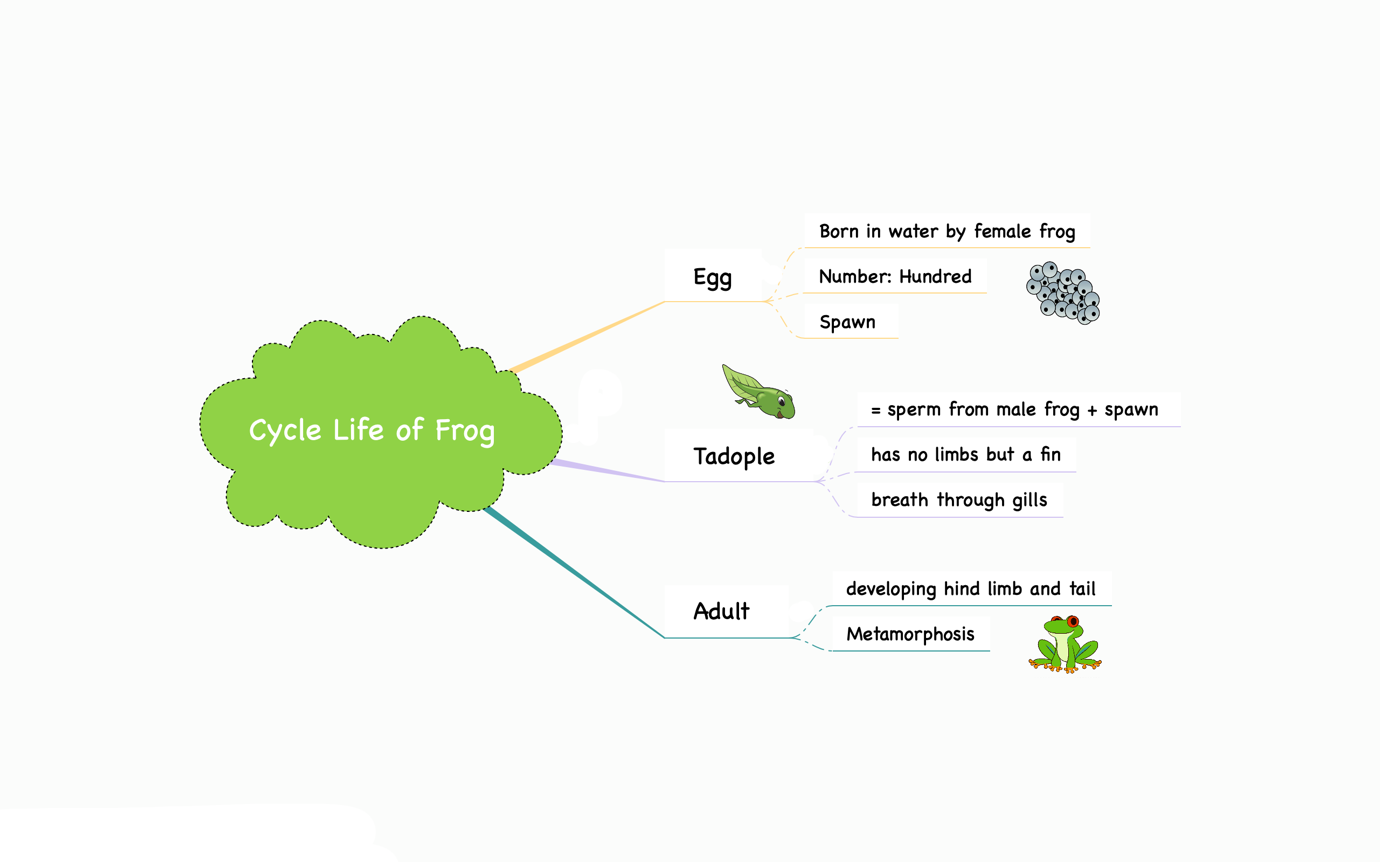 Cycle Life of Frog
Egg
Born in water by female frog
Number: Hundred
Spawn
Tadople
= sperm from male frog + spawn
has no limbs but a fin
breath through gills
Adult
developing hind limb and tail
Metamorphosis